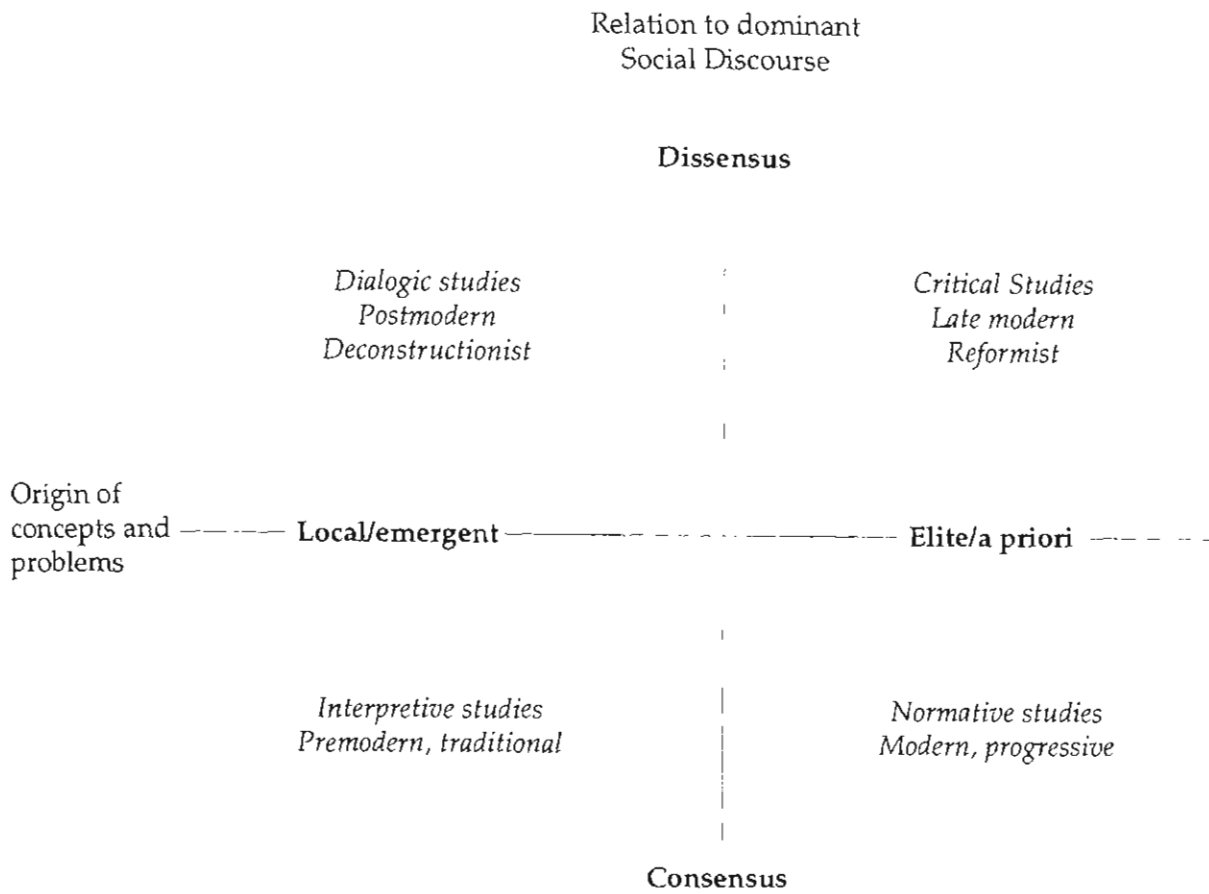 Relation to dominant
Social Discourse
Dissensus
Dialogic studies
Postmodern
Deconstructionist
Critical Studies
Late modern
Reformist
Origin of
concepts and
problems
Local/emergent
Elite/a priori
Interpretive studies
Premodern, traditional
Normative studies
Modern, progressive
Consensus